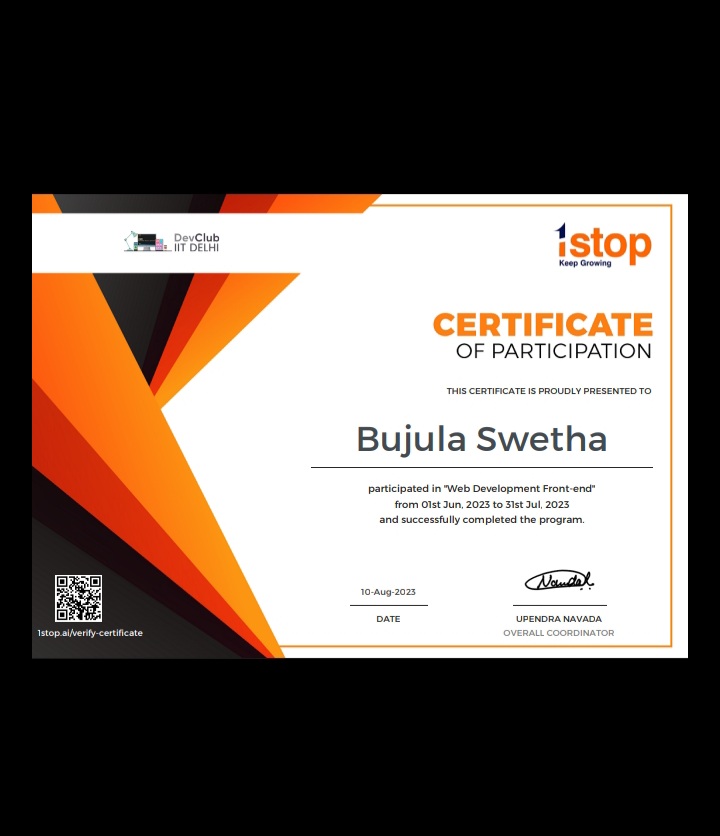 DevClub
IIT DELHI
1stop
Keep Growing
CERTIFICATE
OF PARTICIPATION
THIS CERTIFICATE IS PROUDLY PRESENTED TO
Bujula Swetha
participated in "Web Development Front-end"
from 01st Jun, 2023 to 31st Jul, 2023
and successfully completed the program.
10-Aug-2023
DATE
UPENDRA NAVADA
OVERALL COORDINATOR
1stop.ai/verify-certificate